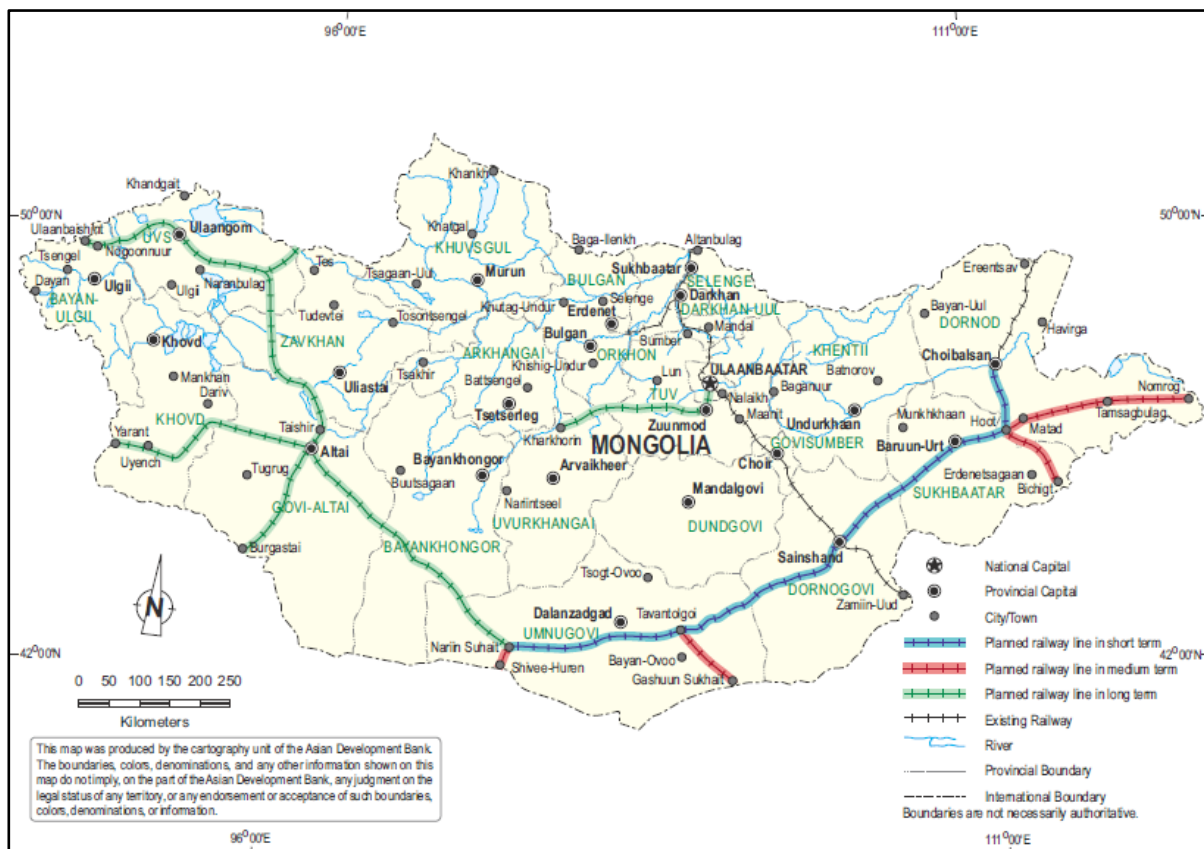 96°00'E
111°00'E
50°00'N
50°00'N
Khankh
Khandgait
Ulaanbaishint
Ulaangom
UVS
Nogoonnuur
Tsengel
Dayan
Ulgii
BAYAN-
ULGII
Ulgii
Naranbulag
Tes
Khatgal
KHUVSGUL
Murun
Tsagaan-Uul
Baga-Ilenkh
Altanbulag
Sukhbaatar
SELENGE
BULGAN
Khutag-Undur
Selenge
Erdenet
Darkhan
DARKHAN-UUL
Ereentsav
Bayan-Uul
DORNOD
Havirga
Tudevtei
Tosontsengel
Khovd
ZAVKHAN
Bulgan
ORKHON
Sumber
Mandal
KHENTII
Choibalsan
ARKHANGAI
Khishig-Undur
Mankhan
Dariv
Uliastai
Tsakhir
Battsengel
Lun
ULAANBAATAR
Batnorov
Baganuur
Nomrog
Tsetserleg
TUV
Nalaikh
Tamsagbulag
KHOVD
Taishir
Kharkhorin
Zuunmod
Maanit
Undurkhaan
Munkhkhaan
Hoot
Matad
Yarant
Uyench
MONGOLIA
GOVISUMBER
Baruun-Urt
Altai
Tugrug
Bayankhongor
Buutsagaan
Arvaikheer
Choir
Erdenetsagaan
Bichigt
Nariintseel
Mandalgovi
SUKHBAATAR
GOVI-ALTAI
UVURKHANGAI
DUNDGOVI
Burgastai
BAYANKHONGOR
Sainshand
Tsogt-Ovoo
DORNOGOVI
Zamiin-Uud
Dalanzadgad
Tavantolgoi
UMNUGOVI
Nariin Suhait
Shivee-Huren
Bayan-Ovoo
Gashuun Sukhait
42°00'N
42°00'N
N
0 50 100 150 200 250
Kilometers
National Capital
Provincial Capital
City/Town
Planned railway line in short term
Planned railway line in medium term
Planned railway line in long term
Existing Railway
River
Provincial Boundary
International Boundary
Boundaries are not necessarily authoritative.
This map was produced by the cartography unit of the Asian Development Bank.
The boundaries, colors, denominations, and any other information shown on this
map do not imply, on the part of the Asian Development Bank, any judgment on the
legal status of any territory, or any endorsement or acceptance of such boundaries,
colors, denominations, or information.
96°00'E
111°00'E